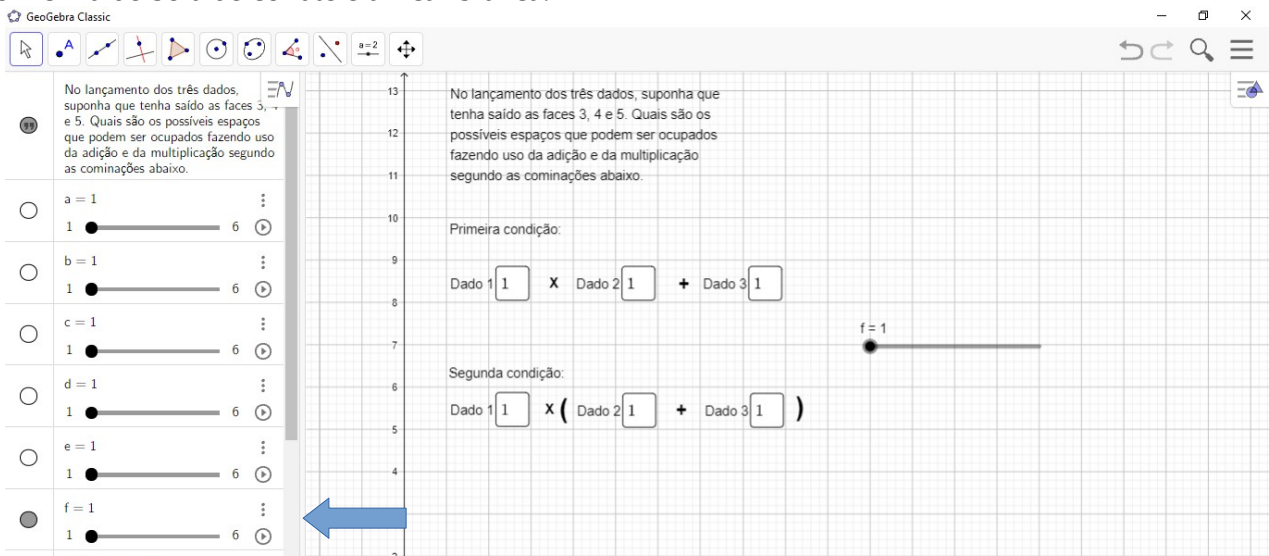 GeoGebra Classic
A
a=2
No lançamento dos três dados,
suponha que tenha saído as faces 3, 4
e 5. Quais são os possíveis espaços
que podem ser ocupados fazendo uso
da adição e da multiplicação segundo
as cominações abaixo.
a = 1
1 6
b = 1
1 6
c = 1
1 6
d = 1
1 6
e = 1
1 6
f = 1
1 6
13
12
11
10
9
8
7
6
5
4
2
No lançamento dos três dados, suponha que
tenha saído as faces 3, 4 e 5. Quais são os
possíveis espaços que podem ser ocupados
fazendo uso da adição e da multiplicação
segundo as cominações abaixo.
Primeira condição:
Dado 1 1 X Dado 2 1 + Dado 3 1
f = 1
Segunda condição:
Dado 1 1 X ( Dado 2 1 + Dado 3 1 )